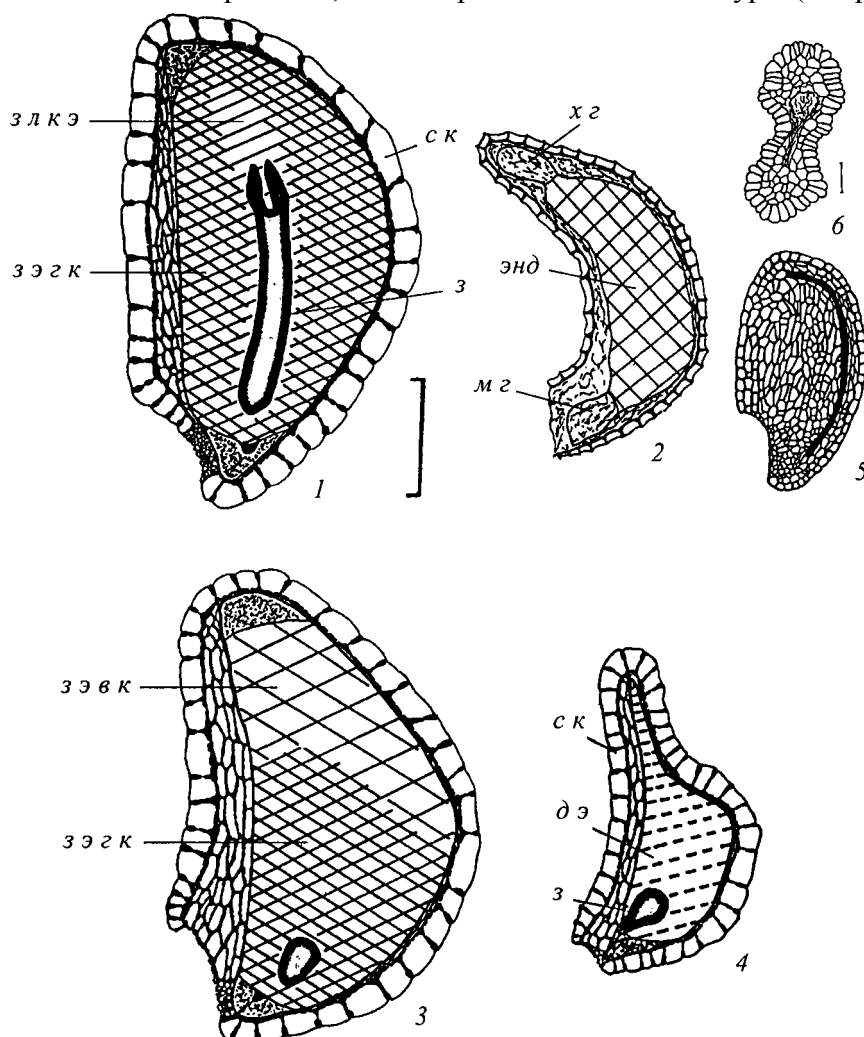 з л к э
с к
х г
6
з э г к
з
энд
м г
1
2
5
з э в к
с к
з э г к
д э
з
3
4